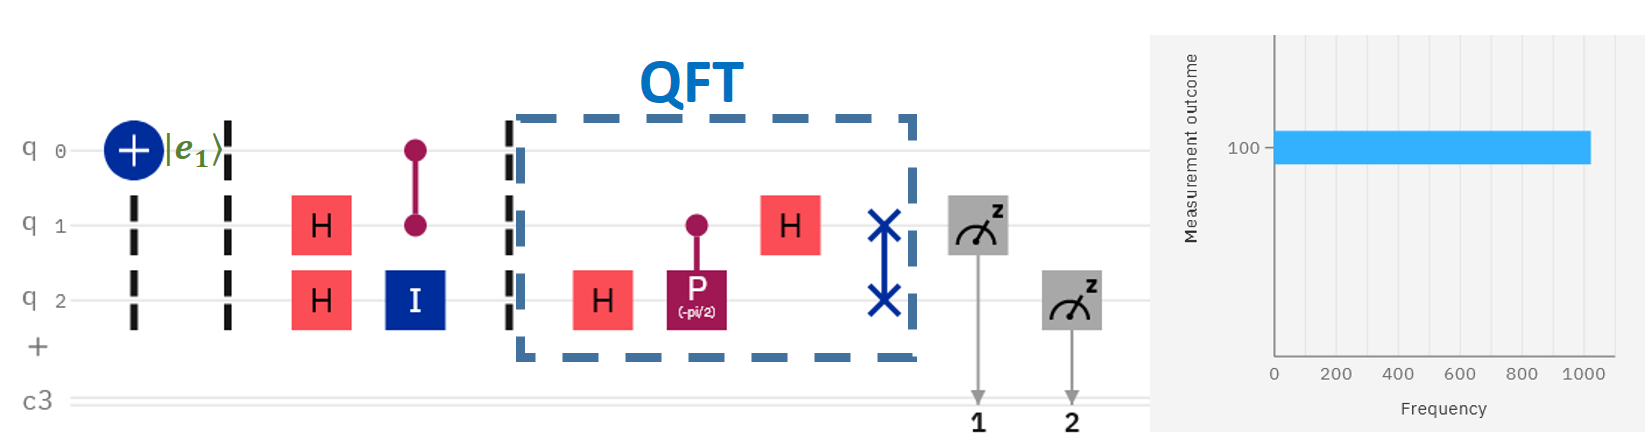 QFT
q 0
|e₁⟩
q 1
H
H
z
q 2
H
I
H
P
(-pi/2)
z
+
c3
1
2
Measurement outcome
100
0
200
400
600
800
1000
Frequency